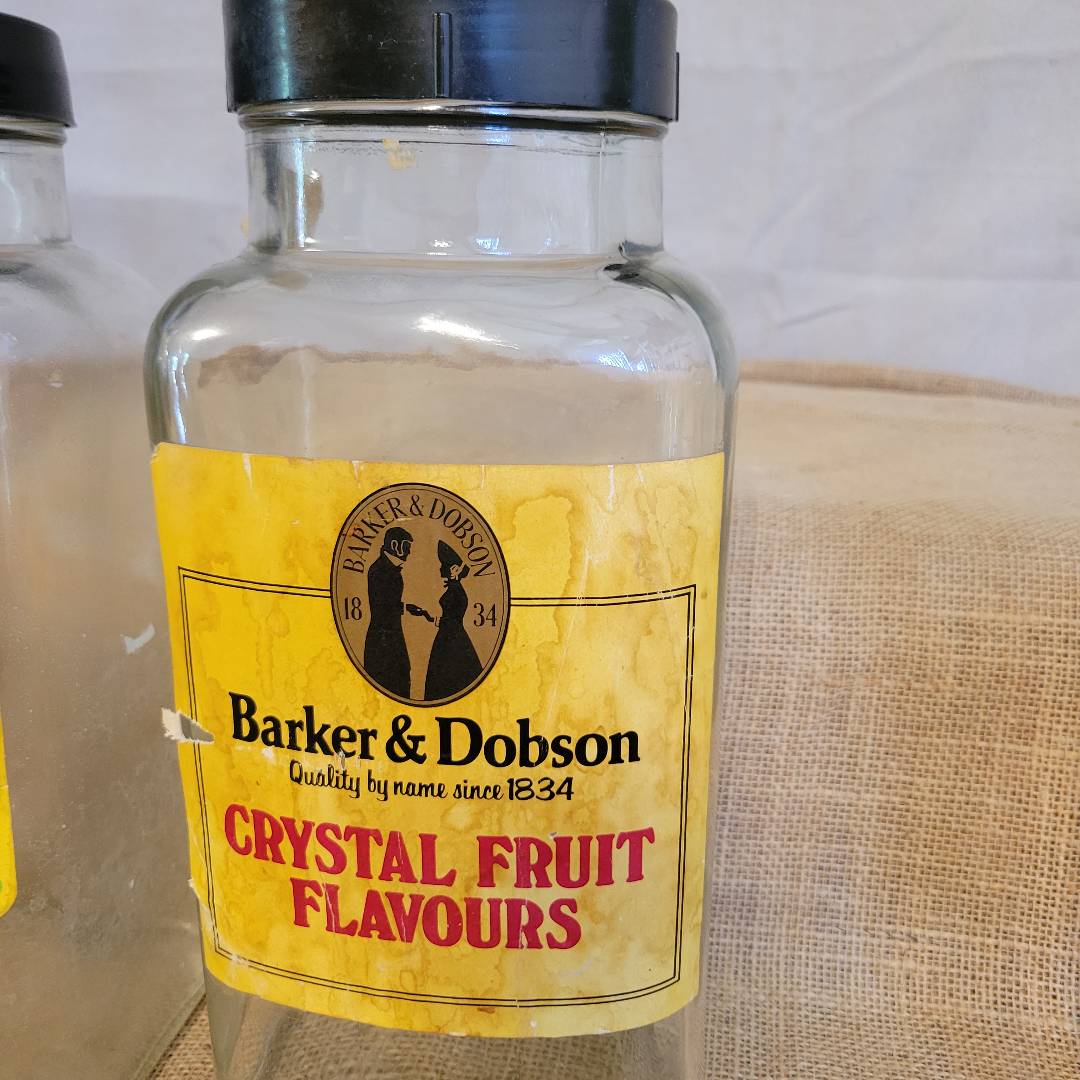 BARKER & DOBSON
18 34
Barker & Dobson
Quality by name since 1834
CRYSTAL FRUIT
FLAVOURS